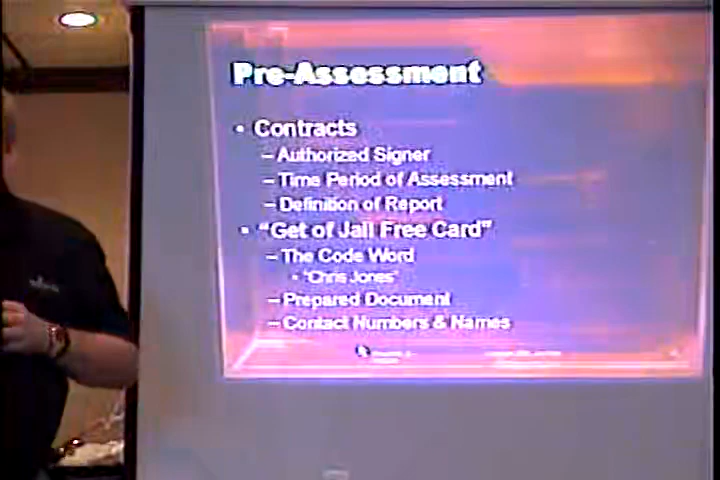 Pre-Assessment
• Contracts
– Authorized Signer
– Time Period of Assessment
– Definition of Report
• "Get of Jail Free Card"
– The Code Word
• "Chris Jones"
– Prepared Document
– Contact Numbers & Names